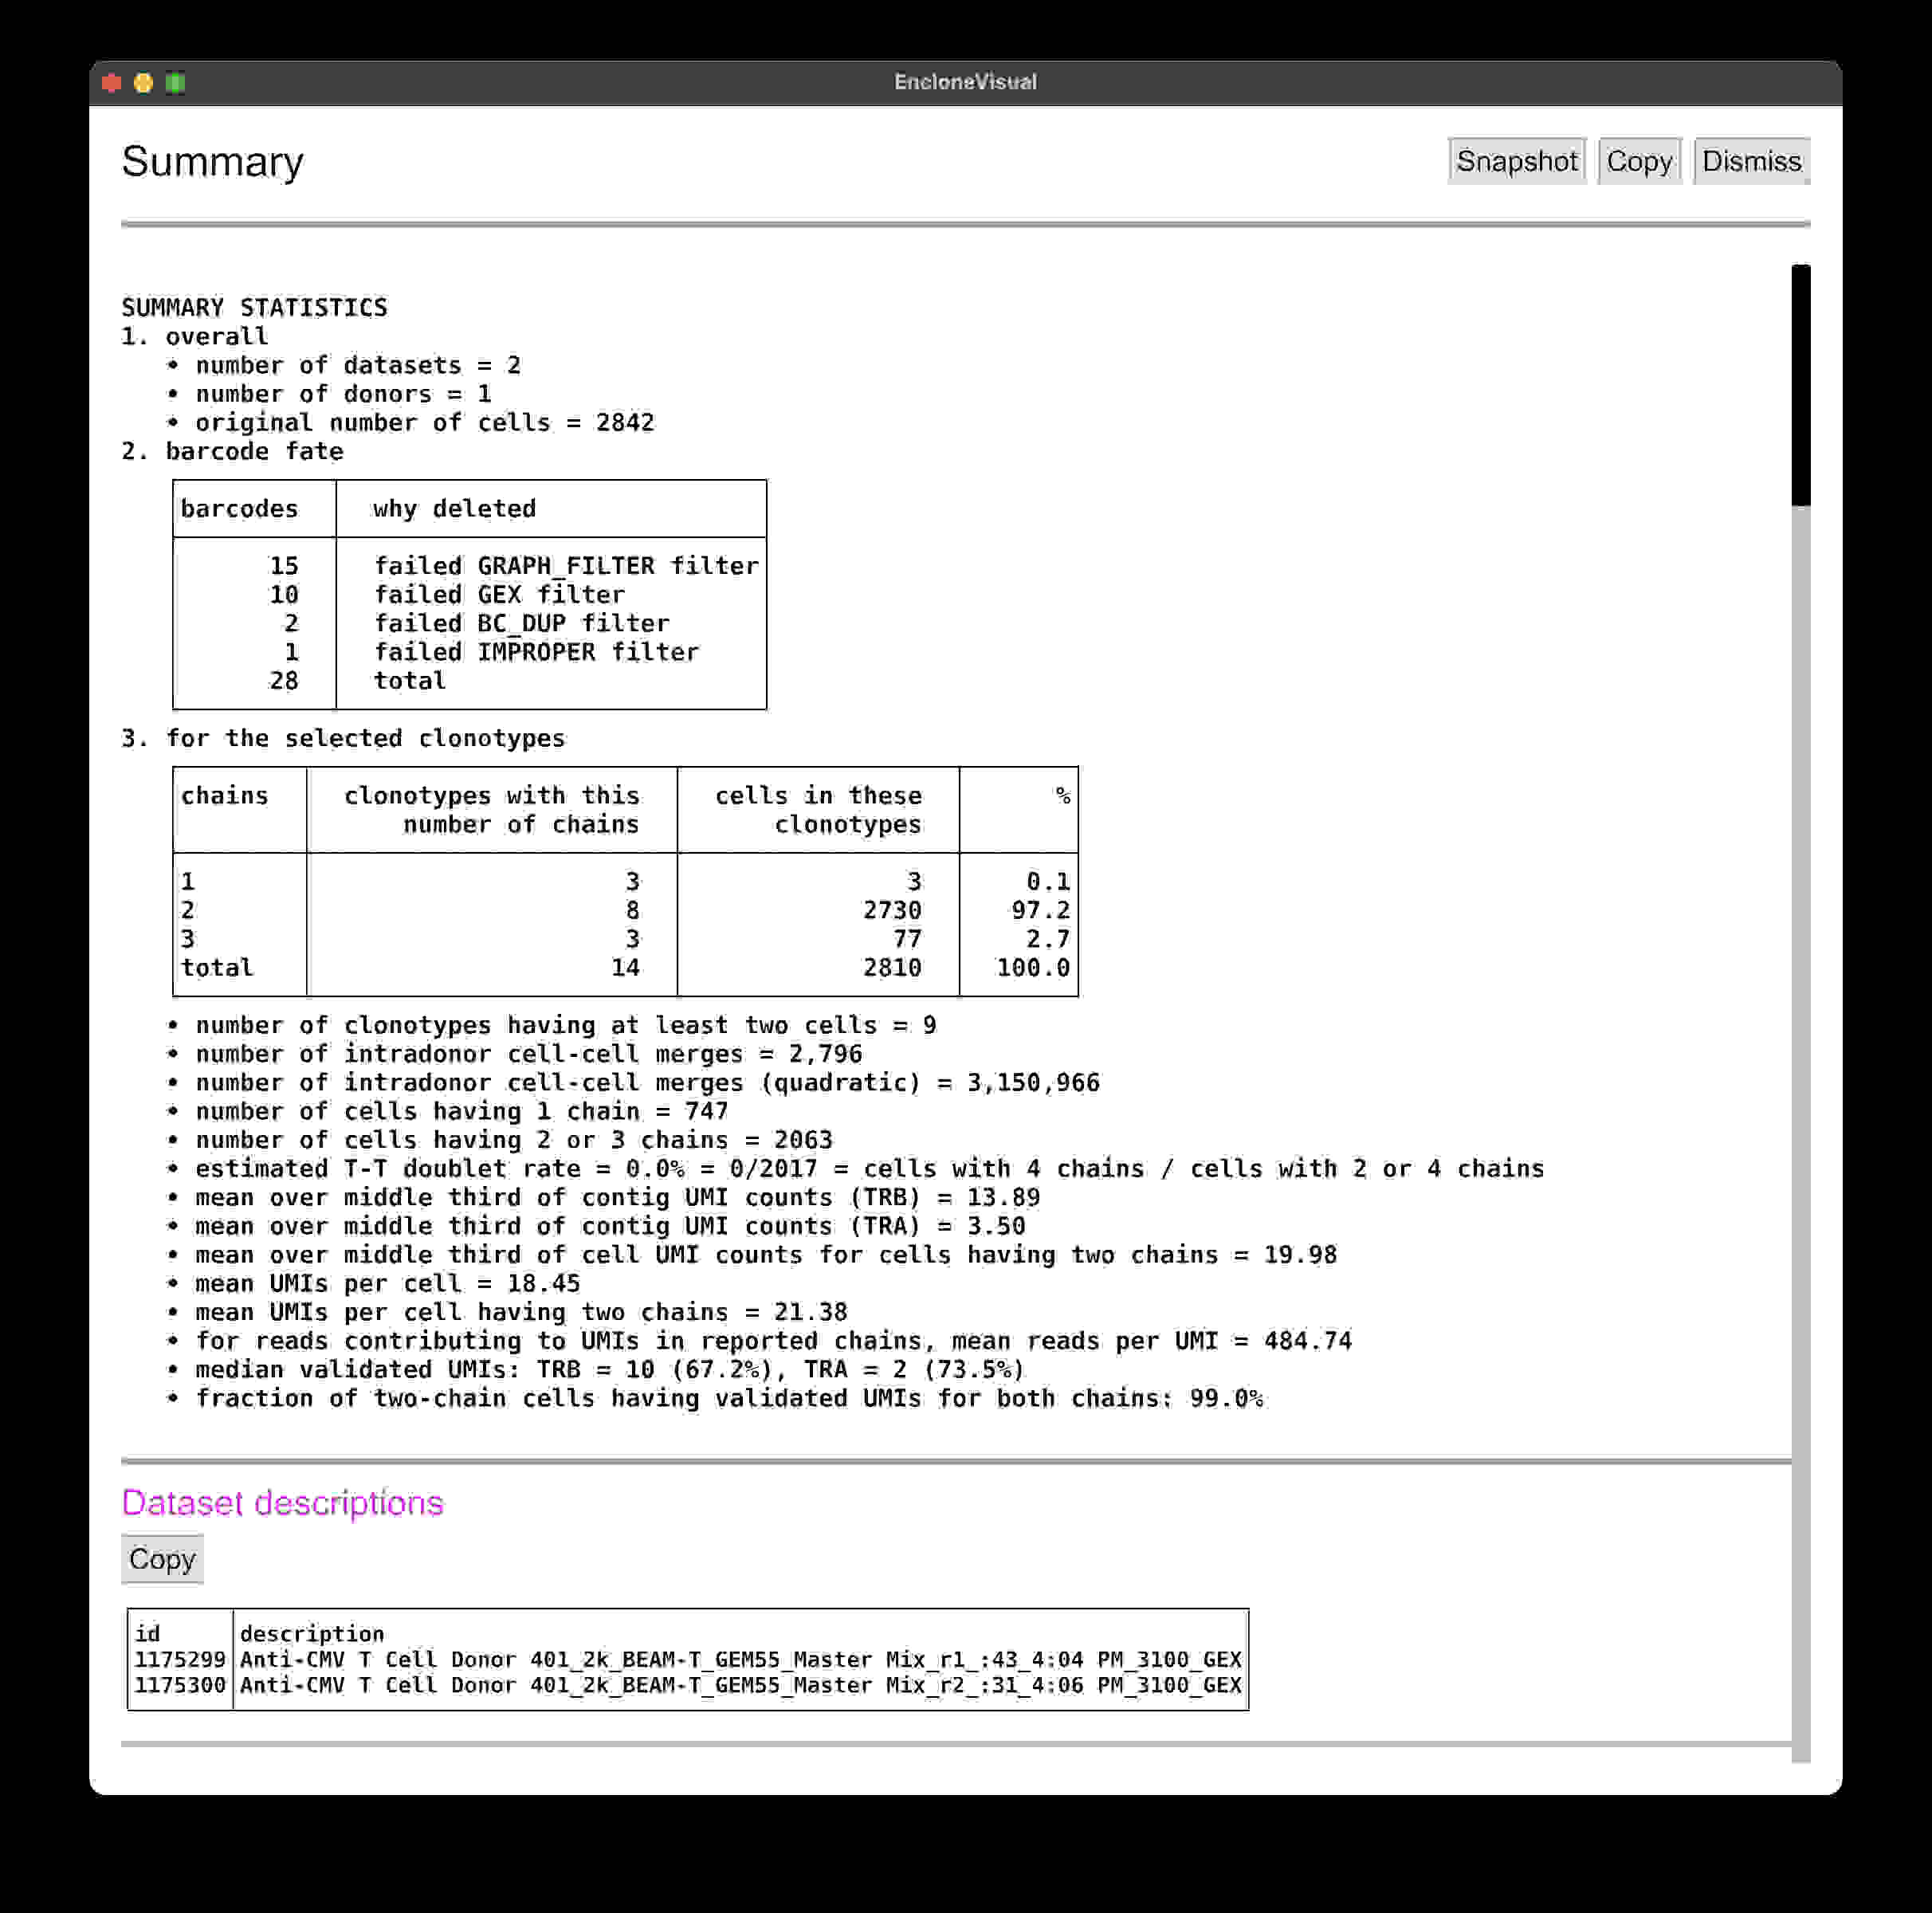 EncloneVisual
Summary
Snapshot Copy Dismiss
SUMMARY STATISTICS
1. overall
• number of datasets = 2
• number of donors = 1
• original number of cells = 2842
2. barcode fate
barcodes why deleted
15 failed GRAPH_FILTER filter
10 failed GEX filter
2 failed BC_DUP filter
1 failed IMPROPER filter
28 total
3. for the selected clonotypes
chains clonotypes with this cells in these %
number of chains clonotypes
1 3 3 0.1
2 8 2730 97.2
3 3 77 2.7
total 14 2810 100.0
• number of clonotypes having at least two cells = 9
• number of intradonor cell-cell merges = 2,796
• number of intradonor cell-cell merges (quadratic) = 3,150,966
• number of cells having 1 chain = 747
• number of cells having 2 or 3 chains = 2063
• estimated T-T doublet rate = 0.0% = 0/2017 = cells with 4 chains / cells with 2 or 4 chains
• mean over middle third of contig UMI counts (TRB) = 13.89
• mean over middle third of contig UMI counts (TRA) = 3.50
• mean over middle third of cell UMI counts for cells having two chains = 19.98
• mean UMIs per cell = 18.45
• mean UMIs per cell having two chains = 21.38
• for reads contributing to UMIs in reported chains, mean reads per UMI = 484.74
• median validated UMIs: TRB = 10 (67.2%), TRA = 2 (73.5%)
• fraction of two-chain cells having validated UMIs for both chains: 99.0%
Dataset descriptions
Copy
id description
1175299 Anti-CMV T Cell Donor 401_2k_BEAM-T_GEM55_Master Mix_r1_:43_4:04 PM_3100_GEX
1175300 Anti-CMV T Cell Donor 401_2k_BEAM-T_GEM55_Master Mix_r2_:31_4:06 PM_3100_GEX